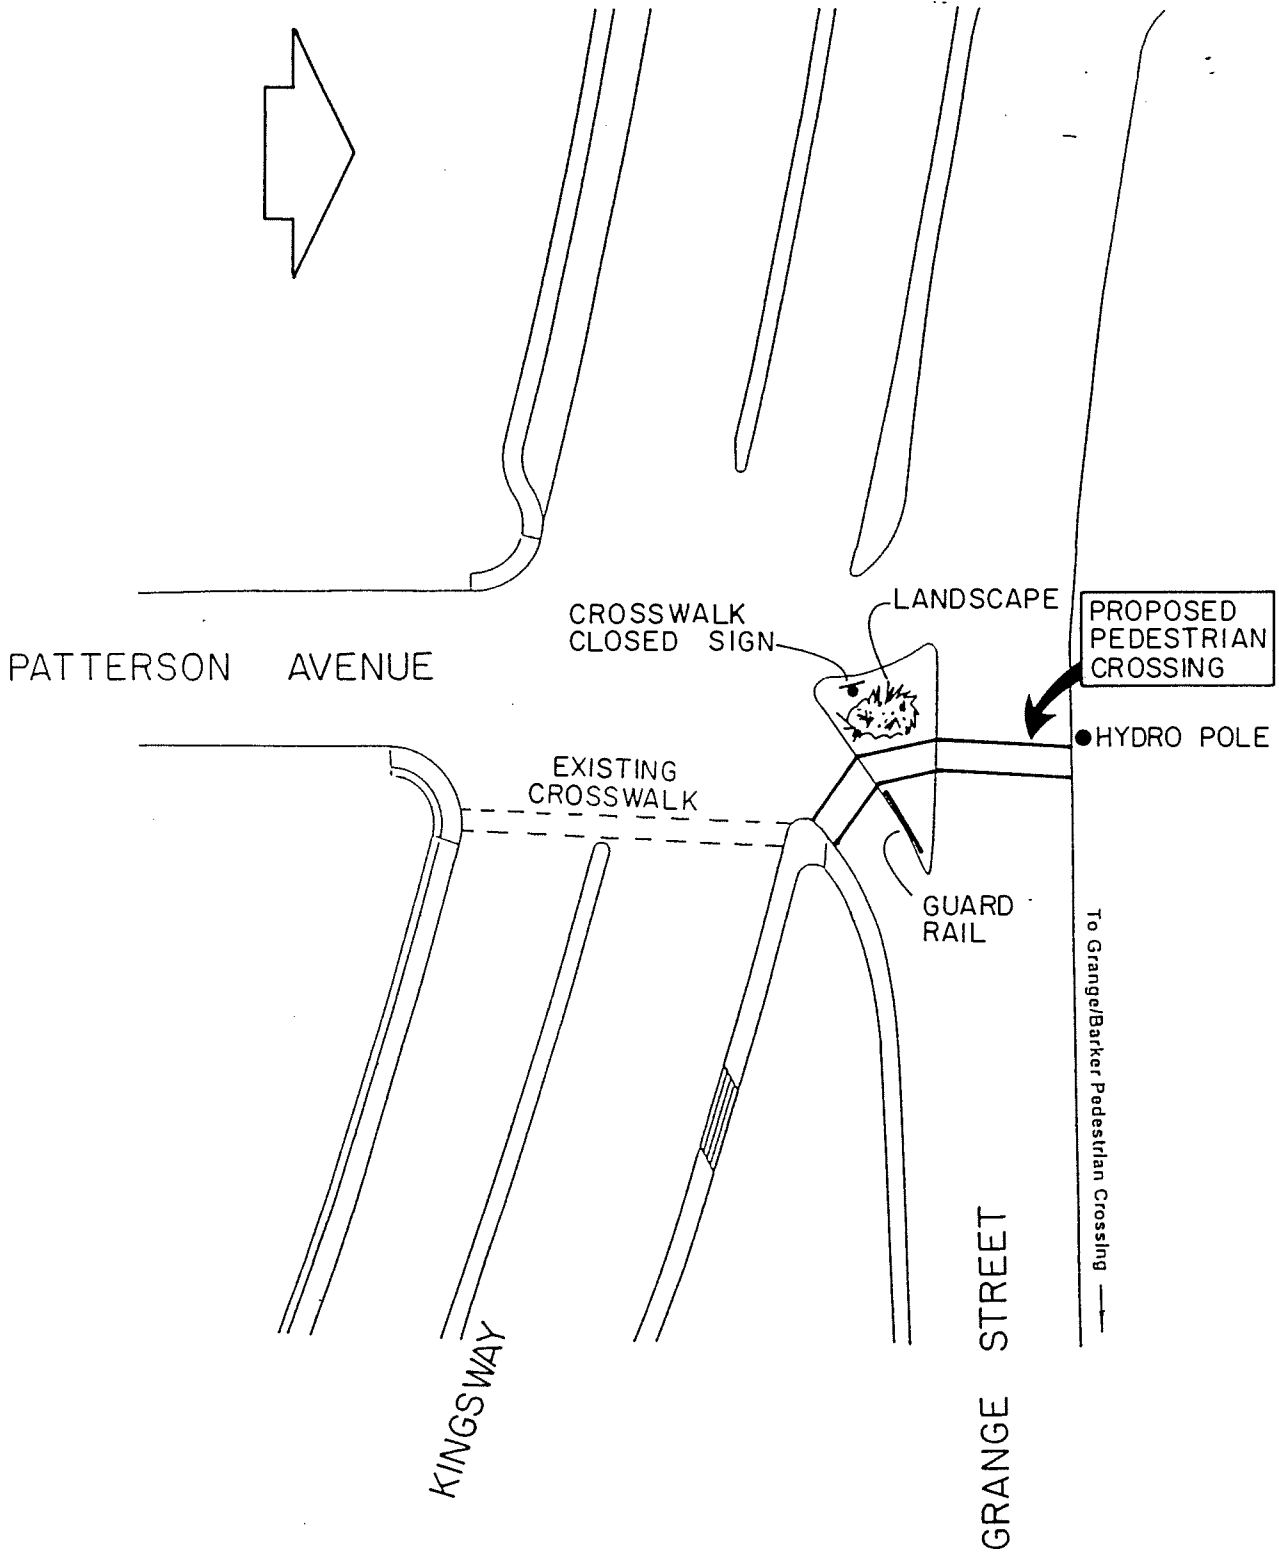 CROSSWALK
CLOSED SIGN
LANDSCAPE
PROPOSED
PEDESTRIAN
CROSSING
PATTERSON AVENUE
HYDRO POLE
EXISTING
CROSSWALK
GUARD
RAIL
To Grange/Barker Pedestrian Crossing
KINGSWAY
GRANGE STREET